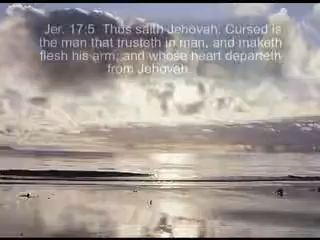 Jer. 17:5 Thus saith Jehovah: Cursed is
the man that trusteth in man, and maketh
flesh his arm, and whose heart departeth
from Jehovah.